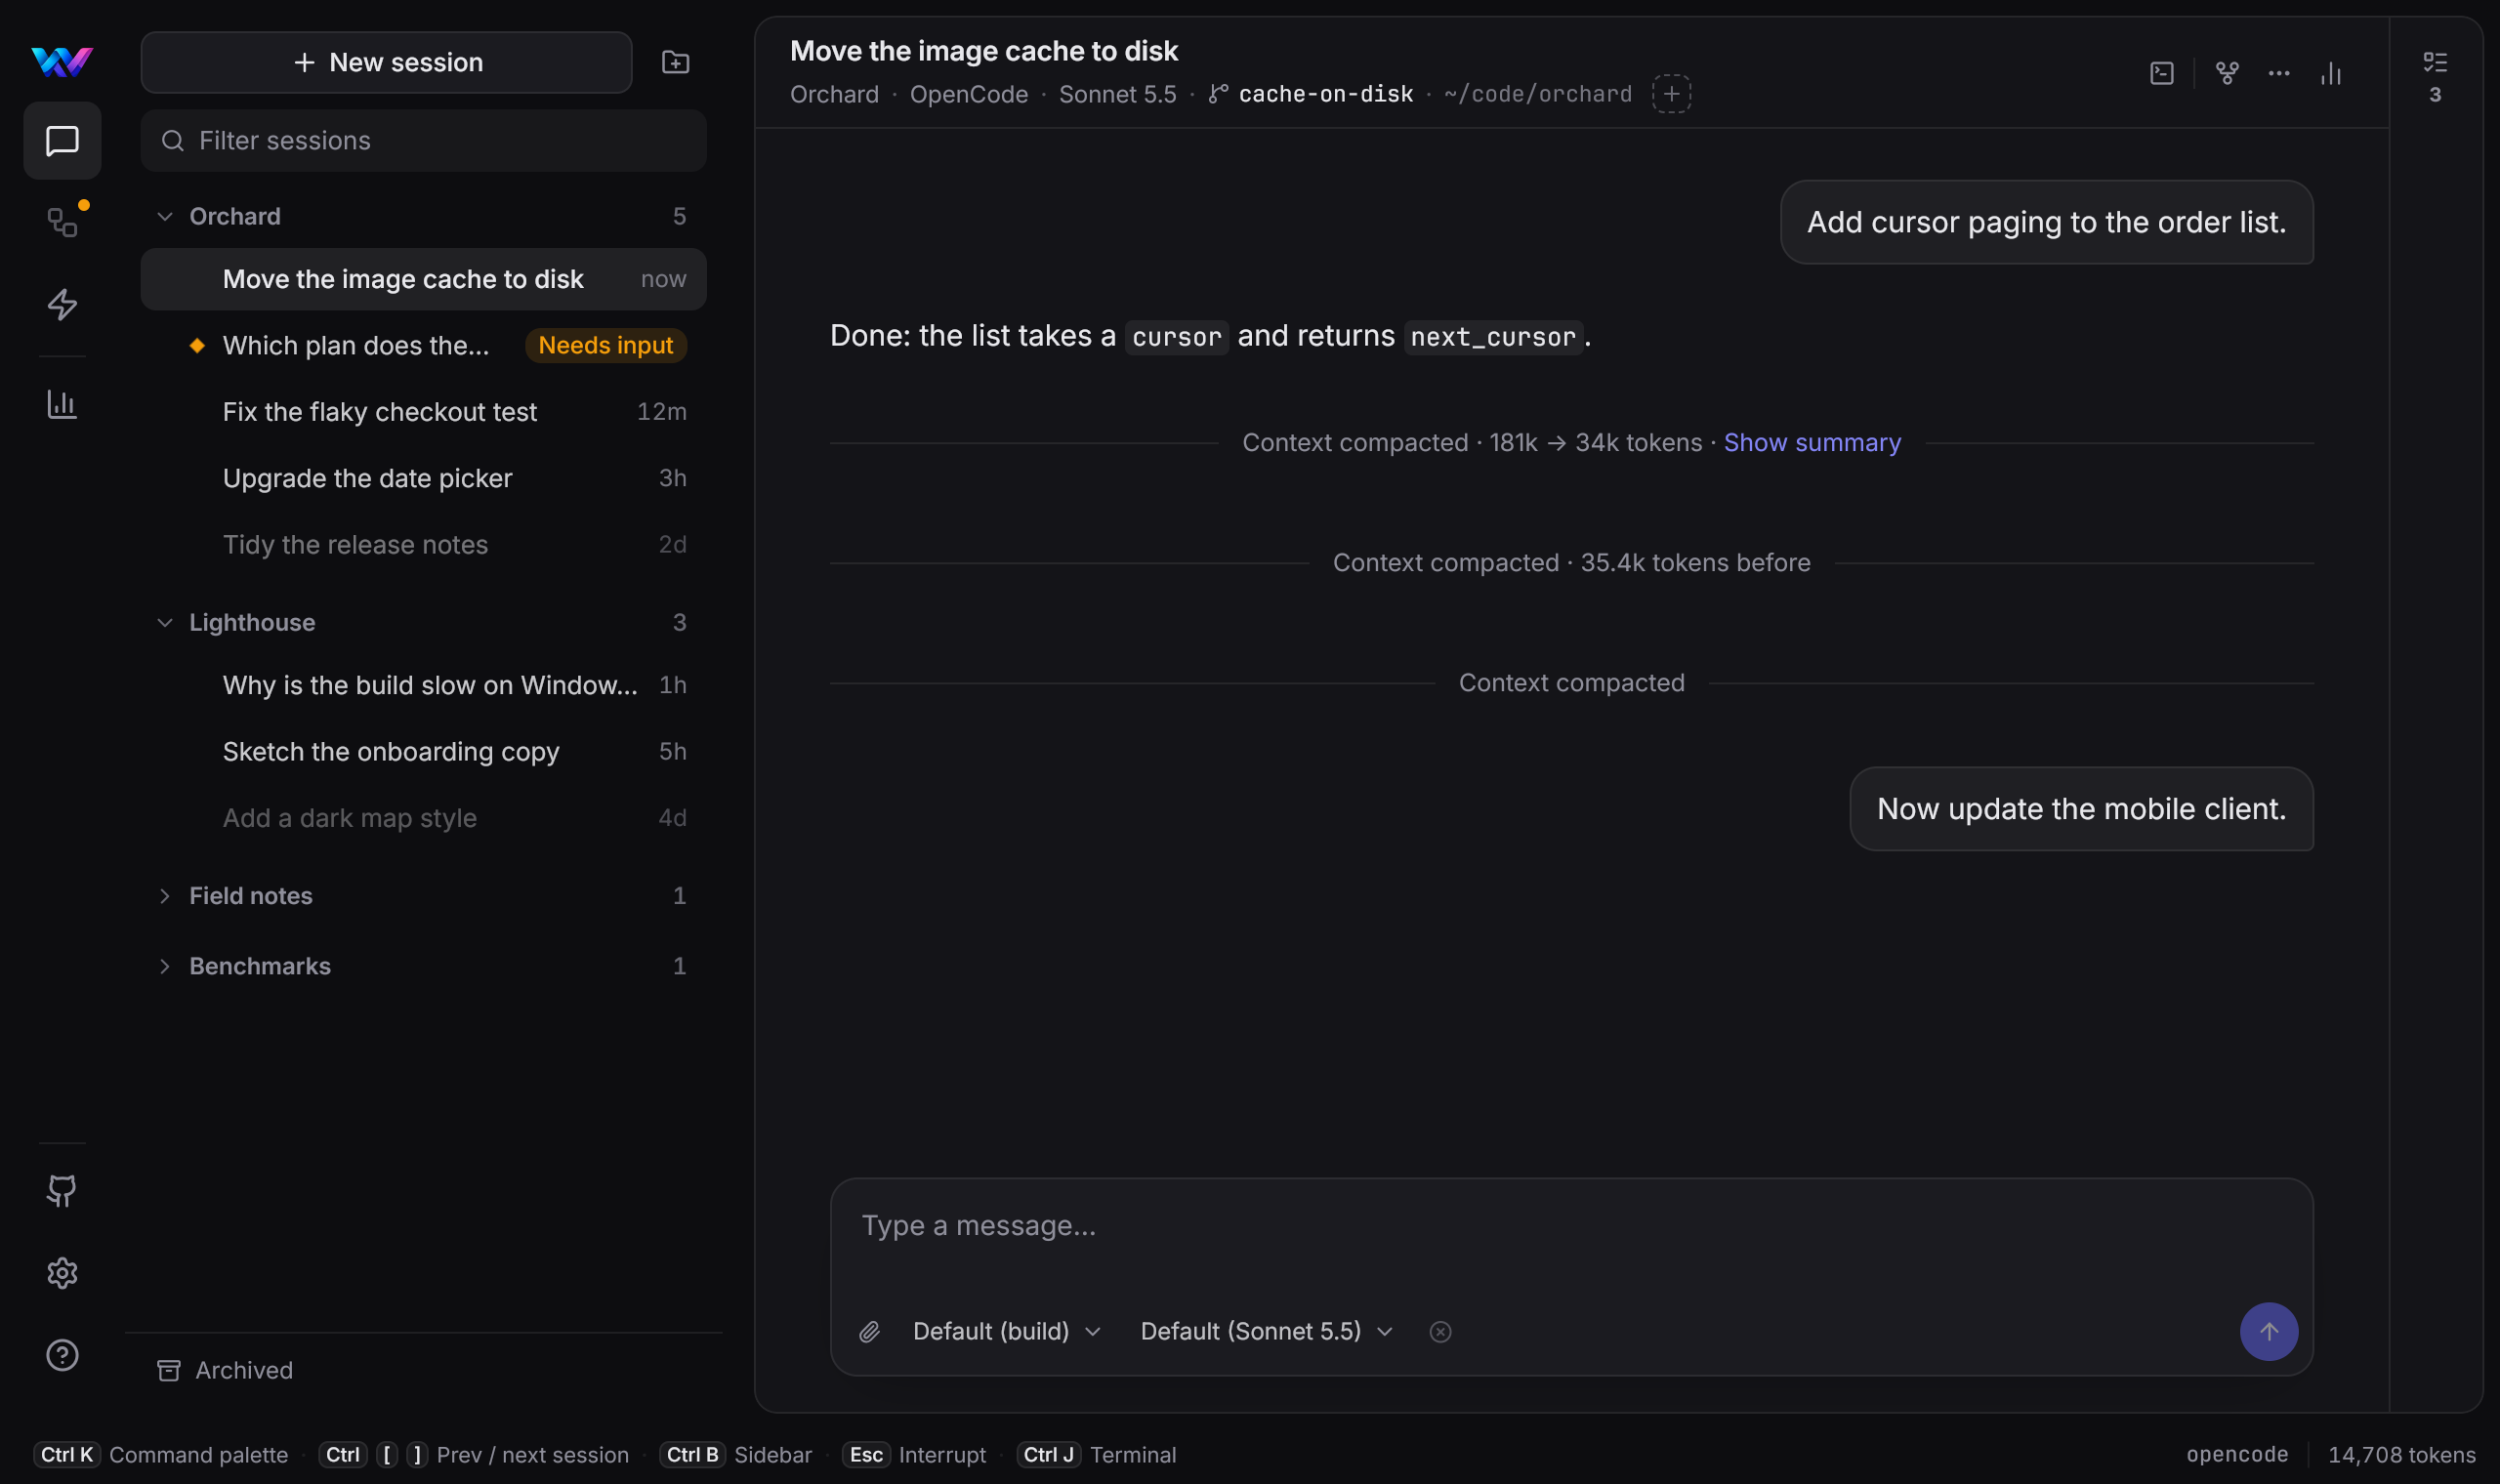 New session
Filter sessions
Orchard 5
Move the image cache to disk now
Which plan does the... Needs input
Fix the flaky checkout test 12m
Upgrade the date picker 3h
Tidy the release notes 2d
Lighthouse 3
Why is the build slow on Window... 1h
Sketch the onboarding copy 5h
Add a dark map style 4d
Field notes 1
Benchmarks 1
Archived
Move the image cache to disk
Orchard · OpenCode · Sonnet 5.5 · cache-on-disk · ~/code/orchard
3
Add cursor paging to the order list.
Done: the list takes a cursor and returns next_cursor.
Context compacted · 181k → 34k tokens · Show summary
Context compacted · 35.4k tokens before
Context compacted
Now update the mobile client.
Type a message...
Default (build) Default (Sonnet 5.5)
Ctrl K Command palette · Ctrl [ ] Prev / next session · Ctrl B Sidebar · Esc Interrupt · Ctrl J Terminal
opencode 14,708 tokens